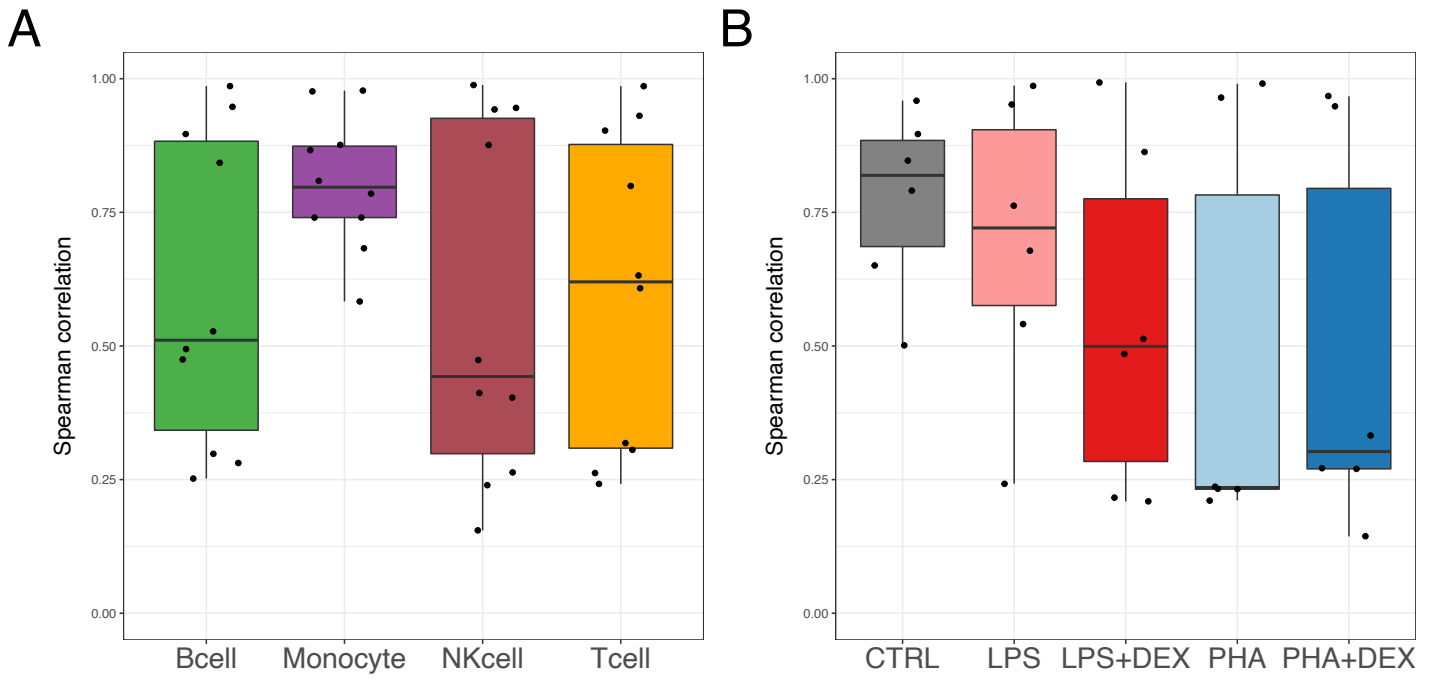 A
Spearman correlation
1.00
0.75
0.50
0.25
0.00
Bcell Monocyte NKcell Tcell
B
Spearman correlation
1.00
0.75
0.50
0.25
0.00
CTRL LPS LPS+DEX PHA PHA+DEX